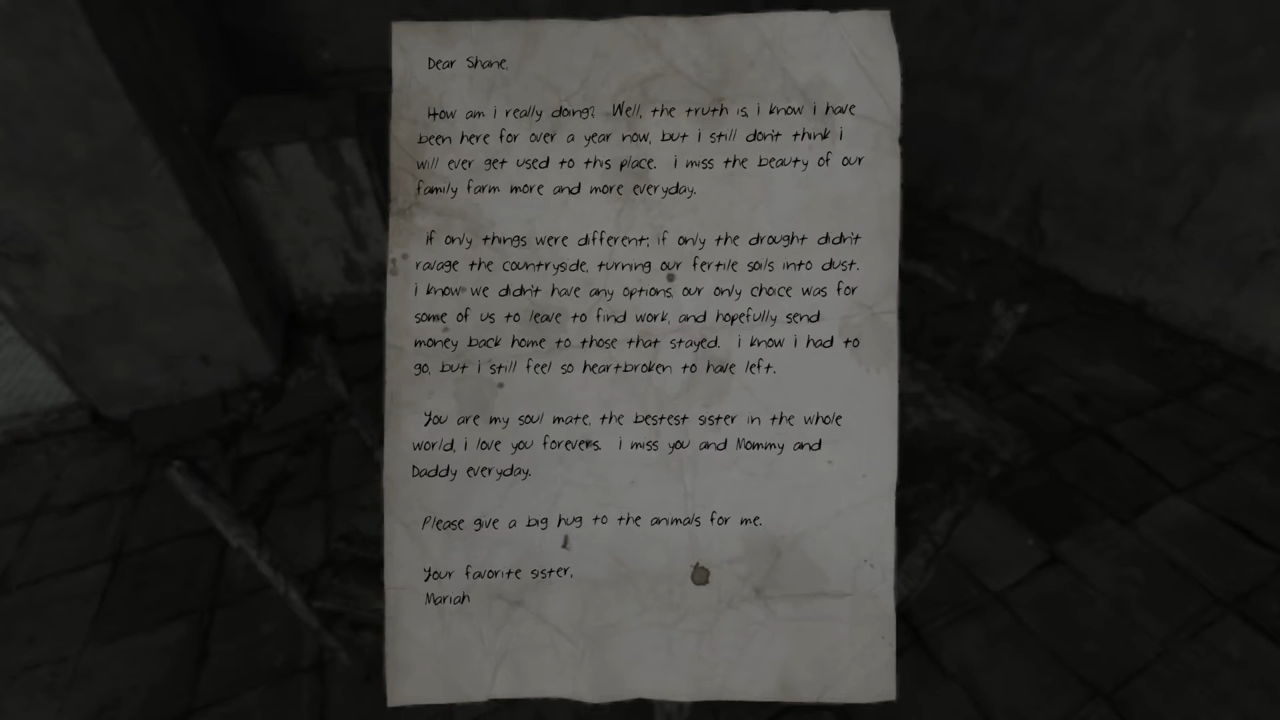 Dear Shane,
How am i really doing? Well, the truth is, i know i have
been here for over a year now, but i still don't think i
will ever get used to this place. i miss the beauty of our
family farm more and more everyday.
if only things were different; if only the drought didn't
ravage the countryside, turning our fertile soils into dust.
i know we didn't have any options, our only choice was for
some of us to leave to find work, and hopefully send
money back home to those that stayed. i know i had to
go, but i still feel so heartbroken to have left.
You are my soul mate, the bestest sister in the whole
world, i love you forevers. i miss you and Mommy and
Daddy everyday.
Please give a big hug to the animals for me.
Your favorite sister,
Mariah